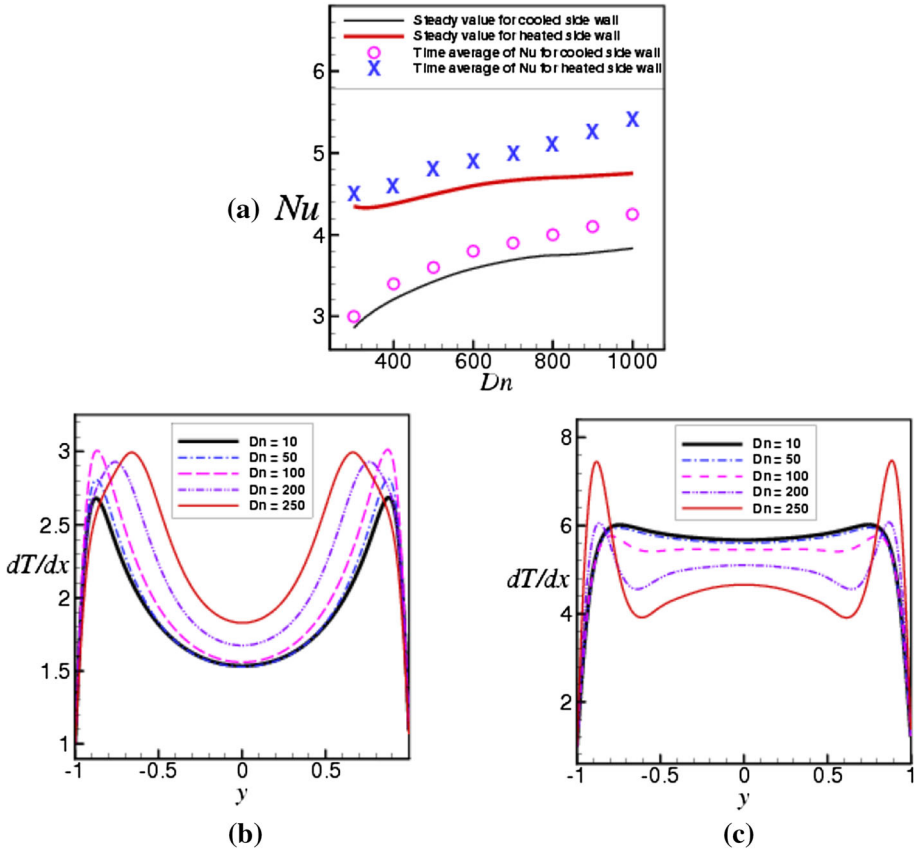 Steady value for cooled side wall
Steady value for heated side wall
Time average of Nu for cooled side wall
Time average of Nu for heated side wall
6
5
4
3
(a) Nu
400 600 800 1000
Dn
3
2.5
2
1.5
1
dT/dx
Dn = 10
Dn = 50
Dn = 100
Dn = 200
Dn = 250
-1 -0.5 0 0.5
y
(b)
8
6
4
2
dT/dx
Dn = 10
Dn = 50
Dn = 100
Dn = 200
Dn = 250
-1 -0.5 0 0.5 1
y
(c)